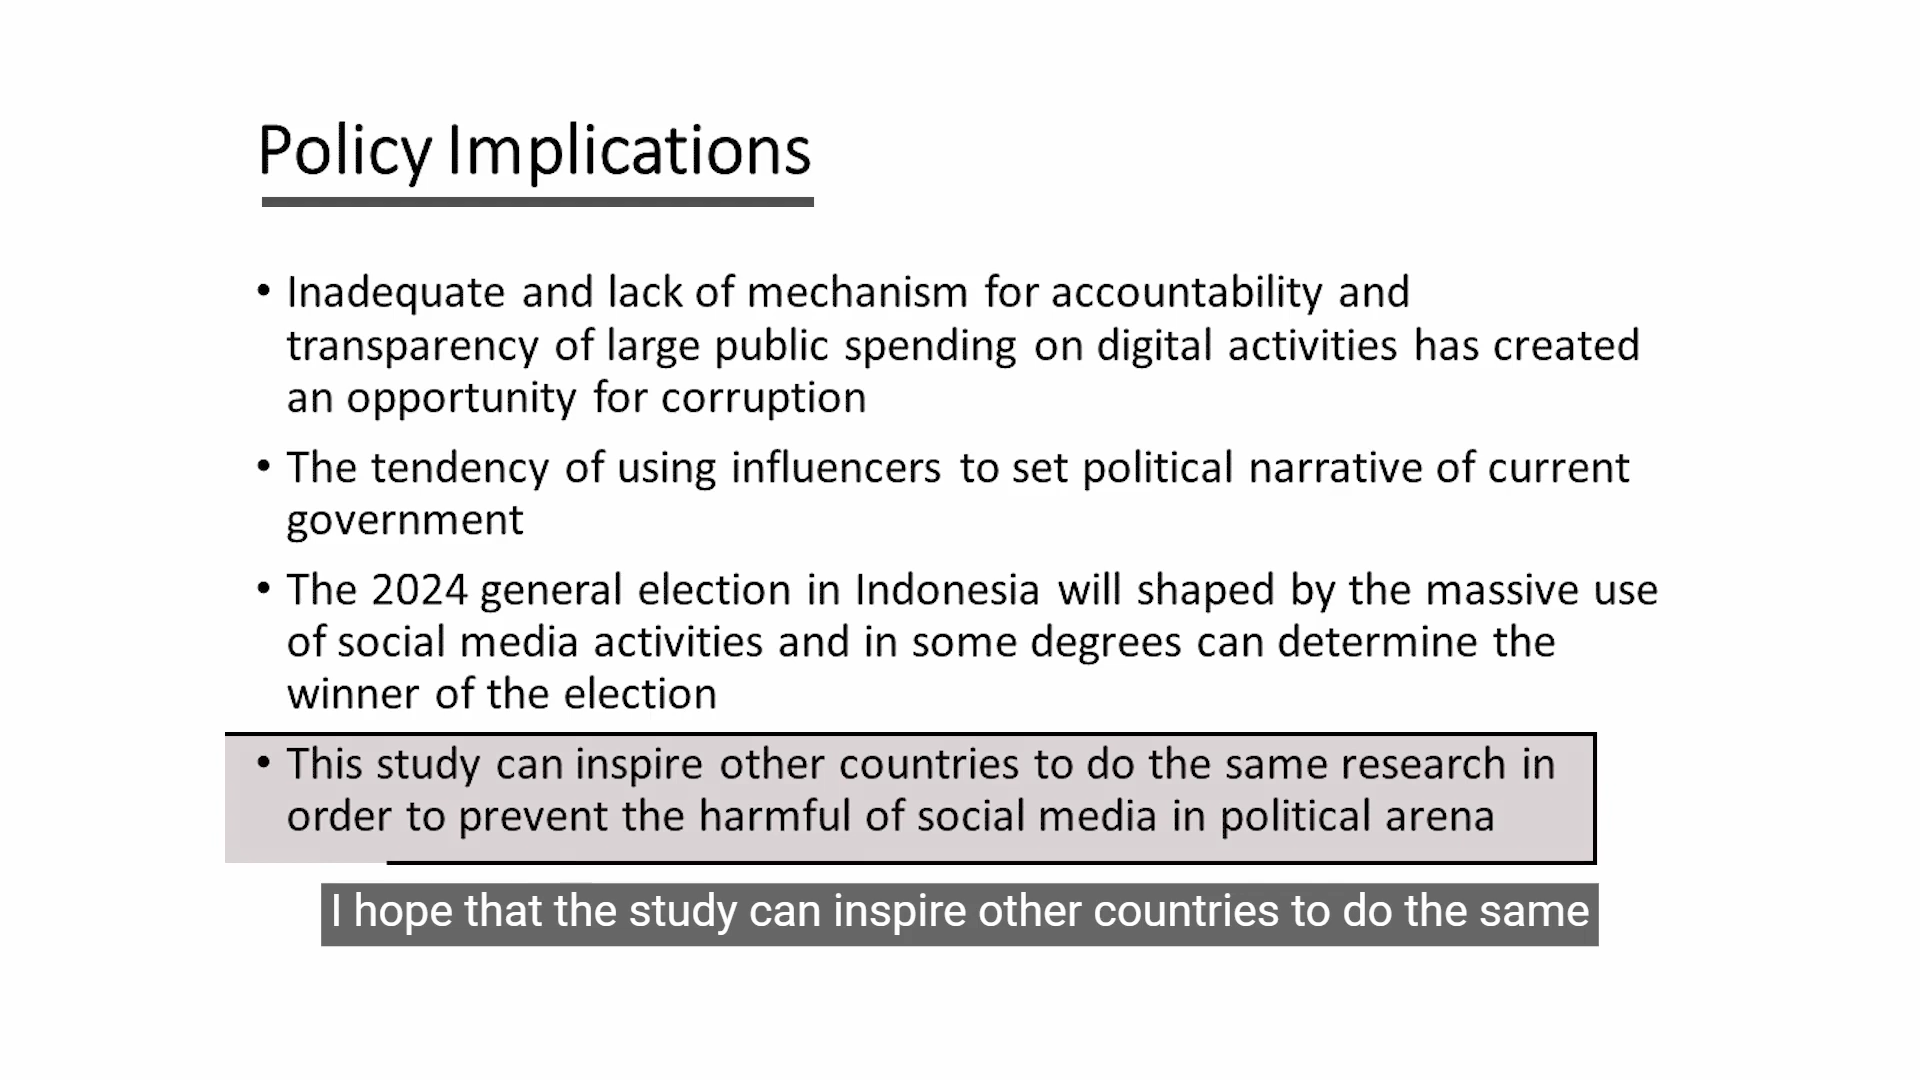 Policy Implications
• Inadequate and lack of mechanism for accountability and
transparency of large public spending on digital activities has created
an opportunity for corruption
• The tendency of using influencers to set political narrative of current
government
• The 2024 general election in Indonesia will shaped by the massive use
of social media activities and in some degrees can determine the
winner of the election
• This study can inspire other countries to do the same research in
order to prevent the harmful of social media in political arena
I hope that the study can inspire other countries to do the same